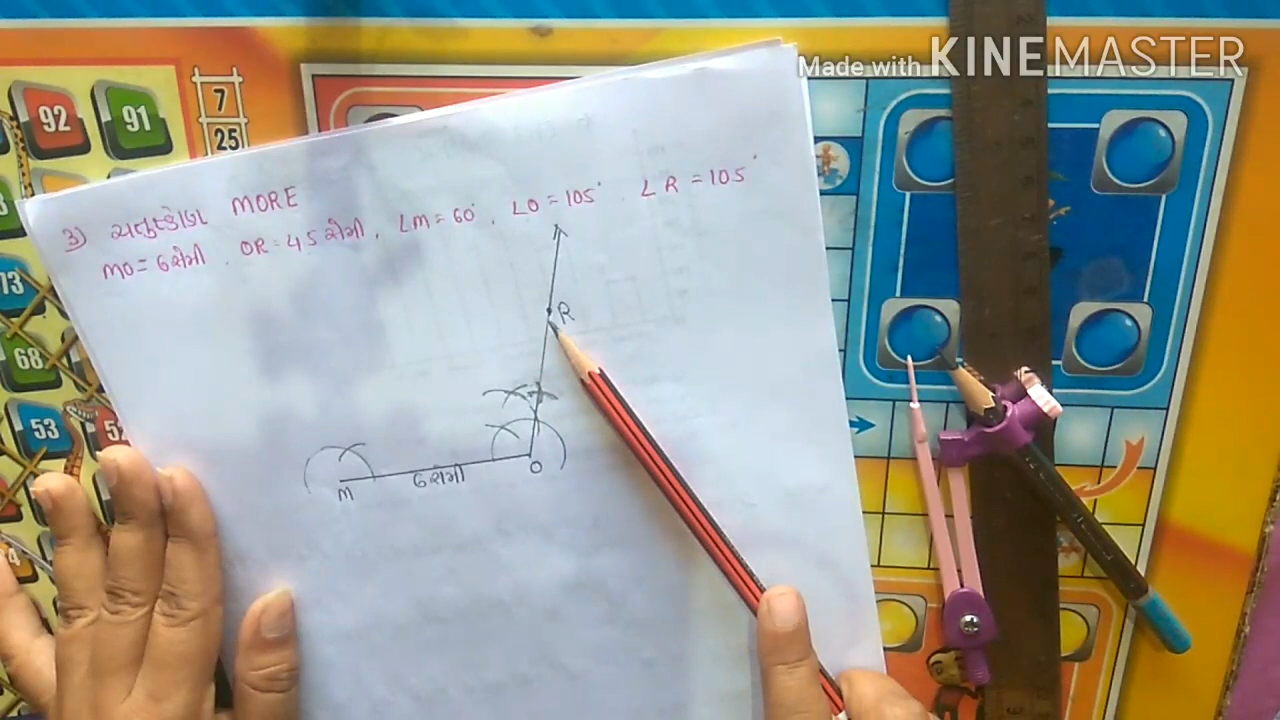 Made with KINEMASTER
92
91
7
25
3) ચતુષ્કોણ MORE
MO = 6 સેમી . OR = 4.5 સેમી , ∠M = 60° , ∠O = 105° . ∠R = 105°
73
68
53
52
R
M
6 સેમી
O